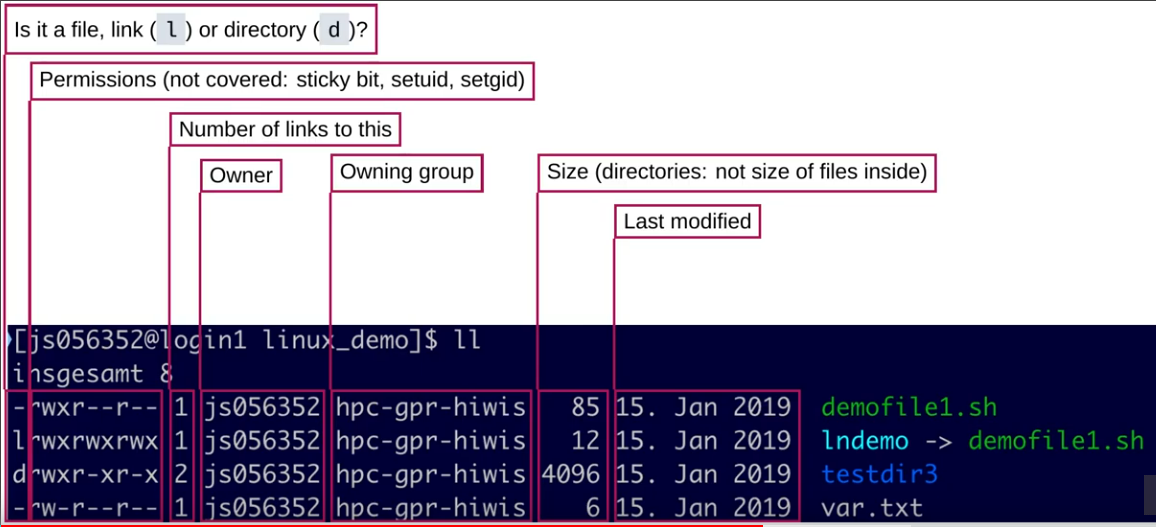 Is it a file, link ( l ) or directory ( d )?
Permissions (not covered: sticky bit, setuid, setgid)
Number of links to this
Owner
Owning group
Size (directories: not size of files inside)
Last modified
[js056352@login1 linux_demo]$ ll
insgesamt 8
-rwxr--r-- 1 js056352 hpc-gpr-hiwis 85 15. Jan 2019 demofile1.sh
lrwxrwxrwx 1 js056352 hpc-gpr-hiwis 12 15. Jan 2019 lndemo -> demofile1.sh
drwxr-xr-x 2 js056352 hpc-gpr-hiwis 4096 15. Jan 2019 testdir3
-rw-r--r-- 1 js056352 hpc-gpr-hiwis 6 15. Jan 2019 var.txt